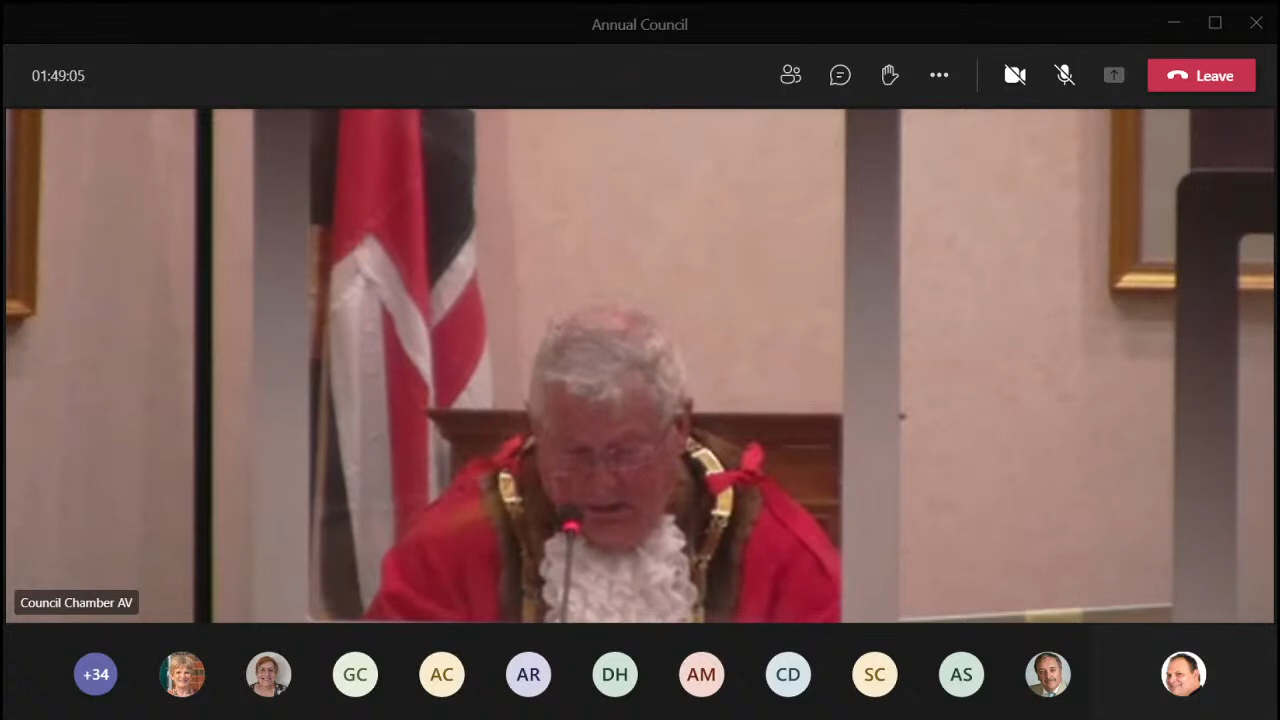 Annual Council
01:49:05
Leave
Council Chamber AV
+34
GC
AC
AR
DH
AM
CD
SC
AS